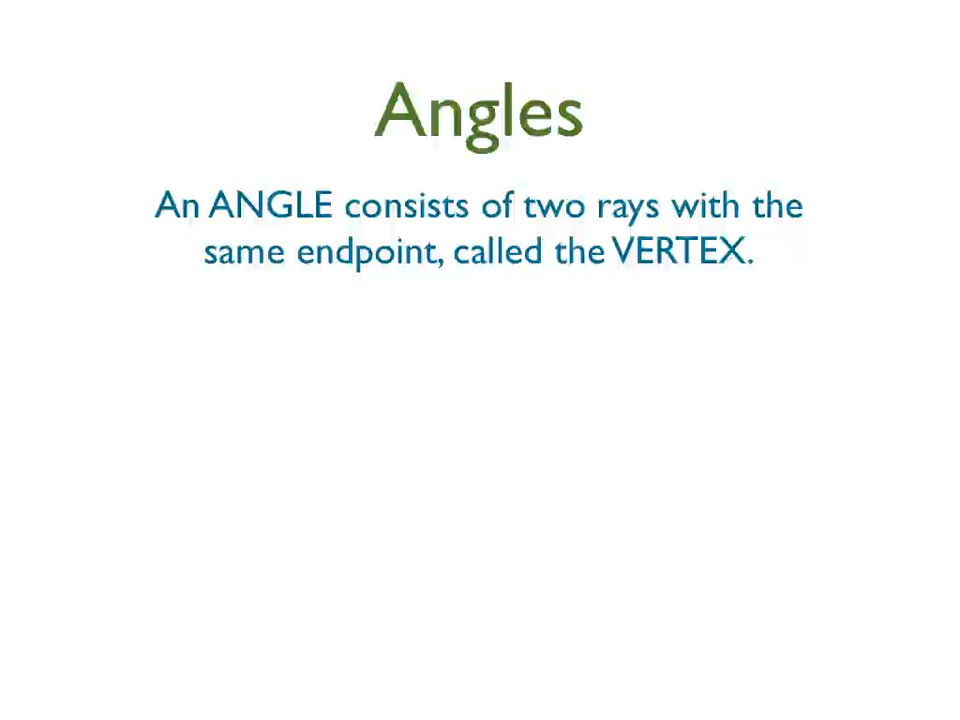 Angles
An ANGLE consists of two rays with the
same endpoint, called the VERTEX.